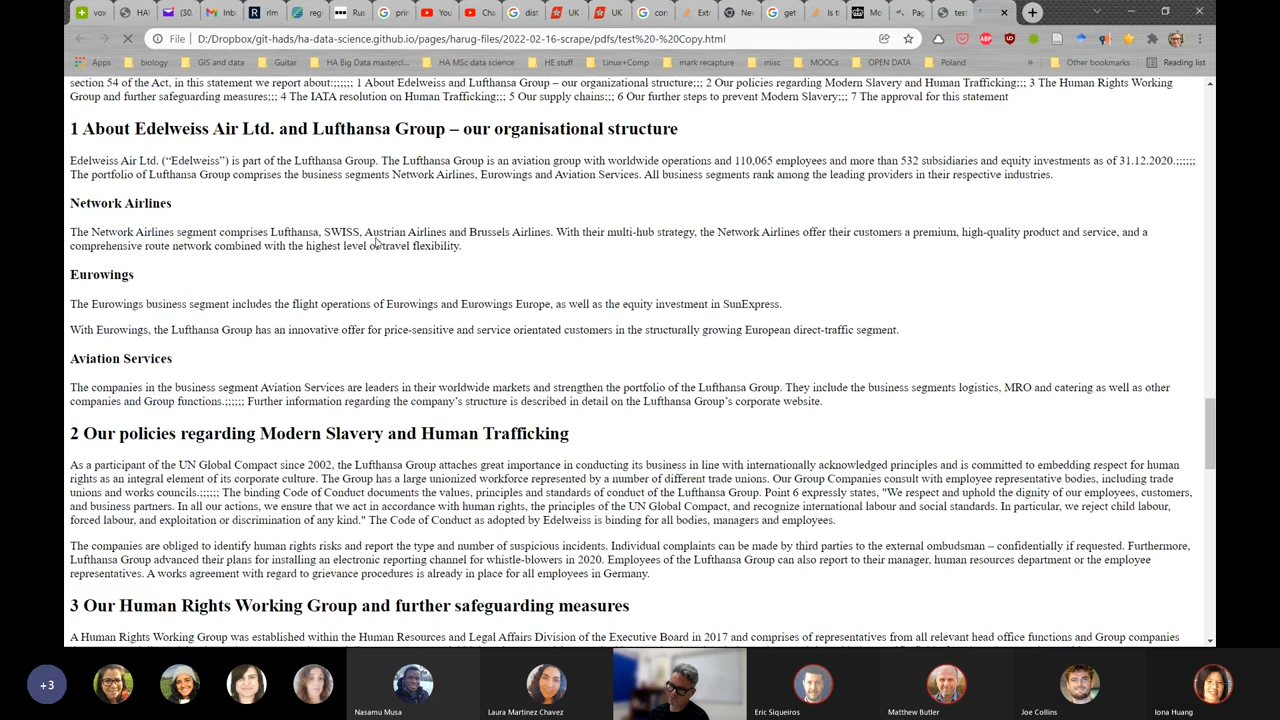 vox
HA
(30.
Inb
rlm
reg
Rus
prin
You
Cha
dist
UK
UK
cor
Ext
Nev
get
Is th
Mo
Pag
test
File
D:/Dropbox/git-hads/ha-data-science.github.io/pages/harug-files/2022-02-16-scrape/pdfs/test%20-%20Copy.html
Apps
biology
GIS and data
Guitar
HA Big Data mastercl...
HA MSc data science
HE stuff
Linux+Comp
mark recapture
misc
MOOCs
OPEN DATA
Poland
»
Other bookmarks
Reading list
section 54 of the Act, in this statement we report about:;;;;;; 1 About Edelweiss and Lufthansa Group – our organizational structure;;; 2 Our policies regarding Modern Slavery and Human Trafficking;;; 3 The Human Rights Working
Group and further safeguarding measures;;; 4 The IATA resolution on Human Trafficking;;; 5 Our supply chains;;; 6 Our further steps to prevent Modern Slavery;;; 7 The approval for this statement
1 About Edelweiss Air Ltd. and Lufthansa Group – our organisational structure
Edelweiss Air Ltd. (“Edelweiss”) is part of the Lufthansa Group. The Lufthansa Group is an aviation group with worldwide operations and 110,065 employees and more than 532 subsidiaries and equity investments as of 31.12.2020.;;;;;;
The portfolio of Lufthansa Group comprises the business segments Network Airlines, Eurowings and Aviation Services. All business segments rank among the leading providers in their respective industries.
Network Airlines
The Network Airlines segment comprises Lufthansa, SWISS, Austrian Airlines and Brussels Airlines. With their multi-hub strategy, the Network Airlines offer their customers a premium, high-quality product and service, and a
comprehensive route network combined with the highest level of travel flexibility.
Eurowings
The Eurowings business segment includes the flight operations of Eurowings and Eurowings Europe, as well as the equity investment in SunExpress.
With Eurowings, the Lufthansa Group has an innovative offer for price-sensitive and service orientated customers in the structurally growing European direct-traffic segment.
Aviation Services
The companies in the business segment Aviation Services are leaders in their worldwide markets and strengthen the portfolio of the Lufthansa Group. They include the business segments logistics, MRO and catering as well as other
companies and Group functions.;;;;;; Further information regarding the company’s structure is described in detail on the Lufthansa Group’s corporate website.
2 Our policies regarding Modern Slavery and Human Trafficking
As a participant of the UN Global Compact since 2002, the Lufthansa Group attaches great importance in conducting its business in line with internationally acknowledged principles and is committed to embedding respect for human
rights as an integral element of its corporate culture. The Group has a large unionized workforce represented by a number of different trade unions. Our Group Companies consult with employee representative bodies, including trade
unions and works councils.;;;;;; The binding Code of Conduct documents the values, principles and standards of conduct of the Lufthansa Group. Point 6 expressly states, "We respect and uphold the dignity of our employees, customers,
and business partners. In all our actions, we ensure that we act in accordance with human rights, the principles of the UN Global Compact, and recognize international labour and social standards. In particular, we reject child labour,
forced labour, and exploitation or discrimination of any kind." The Code of Conduct as adopted by Edelweiss is binding for all bodies, managers and employees.
The companies are obliged to identify human rights risks and report the type and number of suspicious incidents. Individual complaints can be made by third parties to the external ombudsman – confidentially if requested. Furthermore,
Lufthansa Group advanced their plans for installing an electronic reporting channel for whistle-blowers in 2020. Employees of the Lufthansa Group can also report to their manager, human resources department or the employee
representatives. A works agreement with regard to grievance procedures is already in place for all employees in Germany.
3 Our Human Rights Working Group and further safeguarding measures
A Human Rights Working Group was established within the Human Resources and Legal Affairs Division of the Executive Board in 2017 and comprises of representatives from all relevant head office functions and Group companies
+3
Nasamu Musa
Laura Martinez Chavez
Eric Siqueiros
Matthew Butler
Joe Collins
Iona Huang